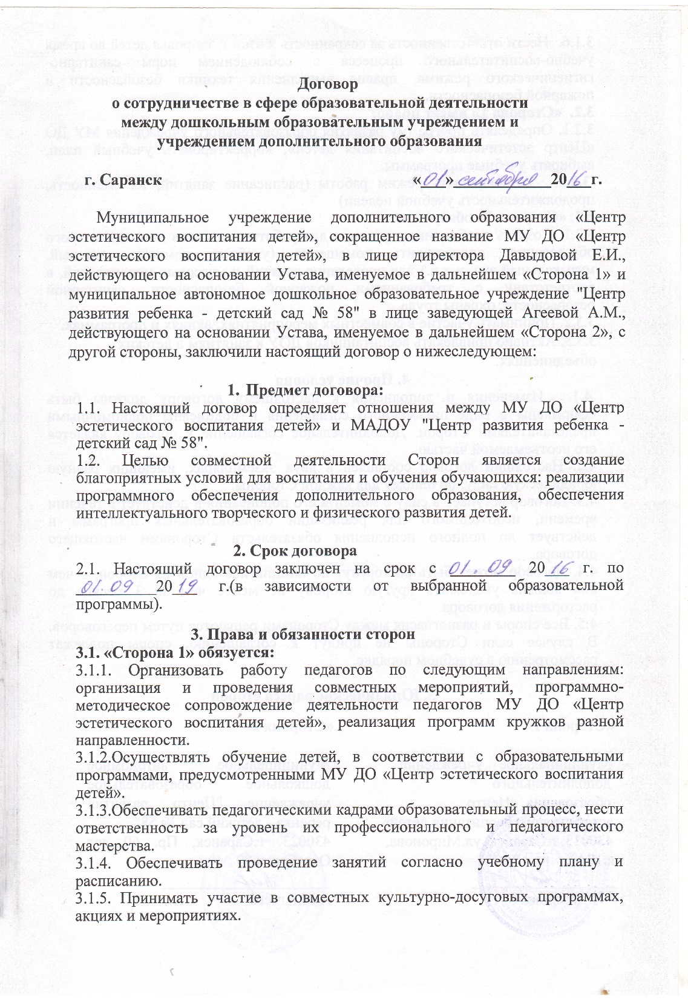 Договор
о сотрудничестве в сфере образовательной деятельности
между дошкольным образовательным учреждением и
учреждением дополнительного образования
г. Саранск «01» сентября 2016 г.
Муниципальное учреждение дополнительного образования «Центр
эстетического воспитания детей», сокращенное название МУ ДО «Центр
эстетического воспитания детей», в лице директора Давыдовой Е.И.,
действующего на основании Устава, именуемое в дальнейшем «Сторона 1» и
муниципальное автономное дошкольное образовательное учреждение "Центр
развития ребенка - детский сад № 58" в лице заведующей Агеевой А.М.,
действующего на основании Устава, именуемое в дальнейшем «Сторона 2», с
другой стороны, заключили настоящий договор о нижеследующем:
1. Предмет договора:
1.1. Настоящий договор определяет отношения между МУ ДО «Центр
эстетического воспитания детей» и МАДОУ "Центр развития ребенка -
детский сад № 58".
1.2. Целью совместной деятельности Сторон является создание
благоприятных условий для воспитания и обучения обучающихся: реализации
программного обеспечения дополнительного образования, обеспечения
интеллектуального творческого и физического развития детей.
2. Срок договора
2.1. Настоящий договор заключен на срок с 01.09 2016 г. по
01.09 2019 г.(в зависимости от выбранной образовательной
программы).
3. Права и обязанности сторон
3.1. «Сторона 1» обязуется:
3.1.1. Организовать работу педагогов по следующим направлениям:
организация и проведения совместных мероприятий, программно-
методическое сопровождение деятельности педагогов МУ ДО «Центр
эстетического воспитания детей», реализация программ кружков разной
направленности.
3.1.2.Осуществлять обучение детей, в соответствии с образовательными
программами, предусмотренными МУ ДО «Центр эстетического воспитания
детей».
3.1.3.Обеспечивать педагогическими кадрами образовательный процесс, нести
ответственность за уровень их профессионального и педагогического
мастерства.
3.1.4. Обеспечивать проведение занятий согласно учебному плану и
расписанию.
3.1.5. Принимать участие в совместных культурно-досуговых программах,
акциях и мероприятиях.